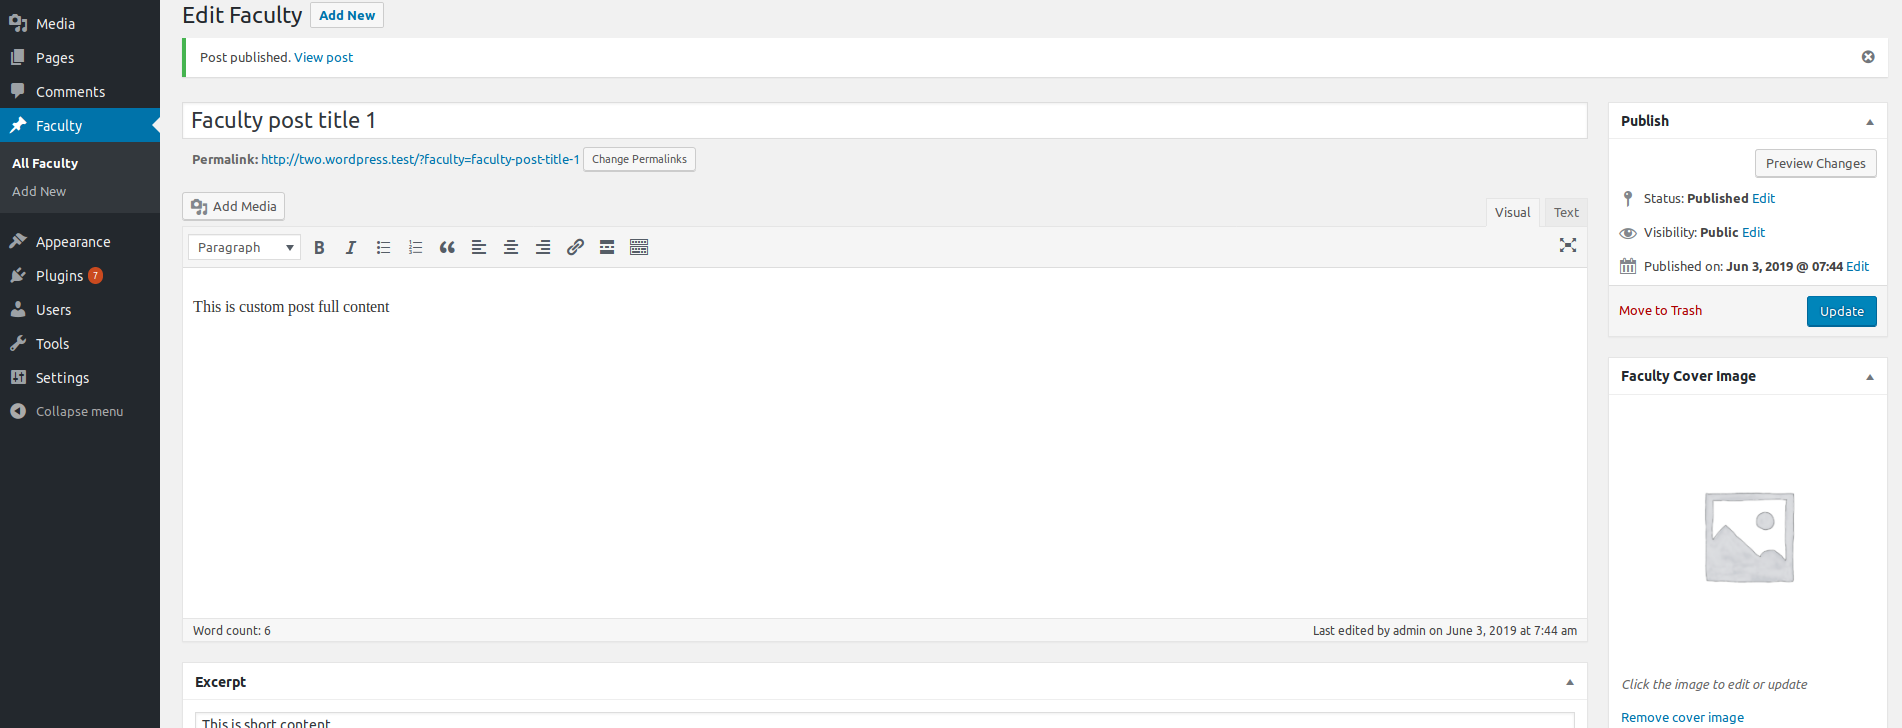 Media
Pages
Comments
Faculty
All Faculty
Add New
Appearance
Plugins 7
Users
Tools
Settings
Collapse menu
Edit Faculty Add New
Post published. View post
Faculty post title 1
Permalink: http://two.wordpress.test/?faculty=faculty-post-title-1 Change Permalinks
Add Media
Visual Text
Paragraph
This is custom post full content
Word count: 6 Last edited by admin on June 3, 2019 at 7:44 am
Excerpt
This is short content
Publish
Preview Changes
Status: Published Edit
Visibility: Public Edit
Published on: Jun 3, 2019 @ 07:44 Edit
Move to Trash Update
Faculty Cover Image
Click the image to edit or update
Remove cover image